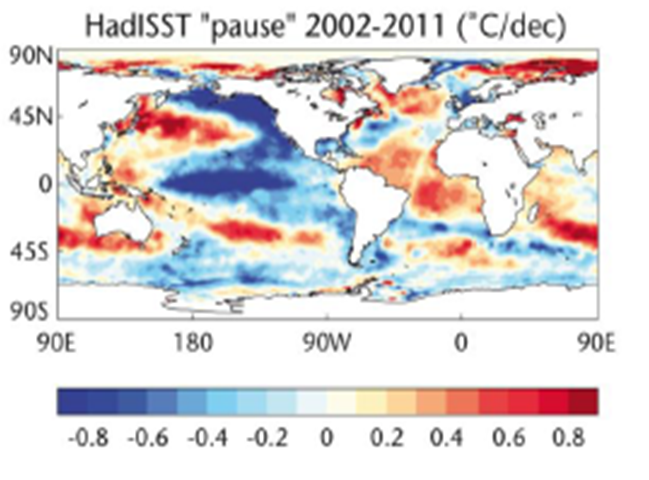 HadISST "pause" 2002-2011 (˚C/dec)
90N
45N
0
45S
90S
90E 180 90W 0 90E
-0.8 -0.6 -0.4 -0.2 0 0.2 0.4 0.6 0.8